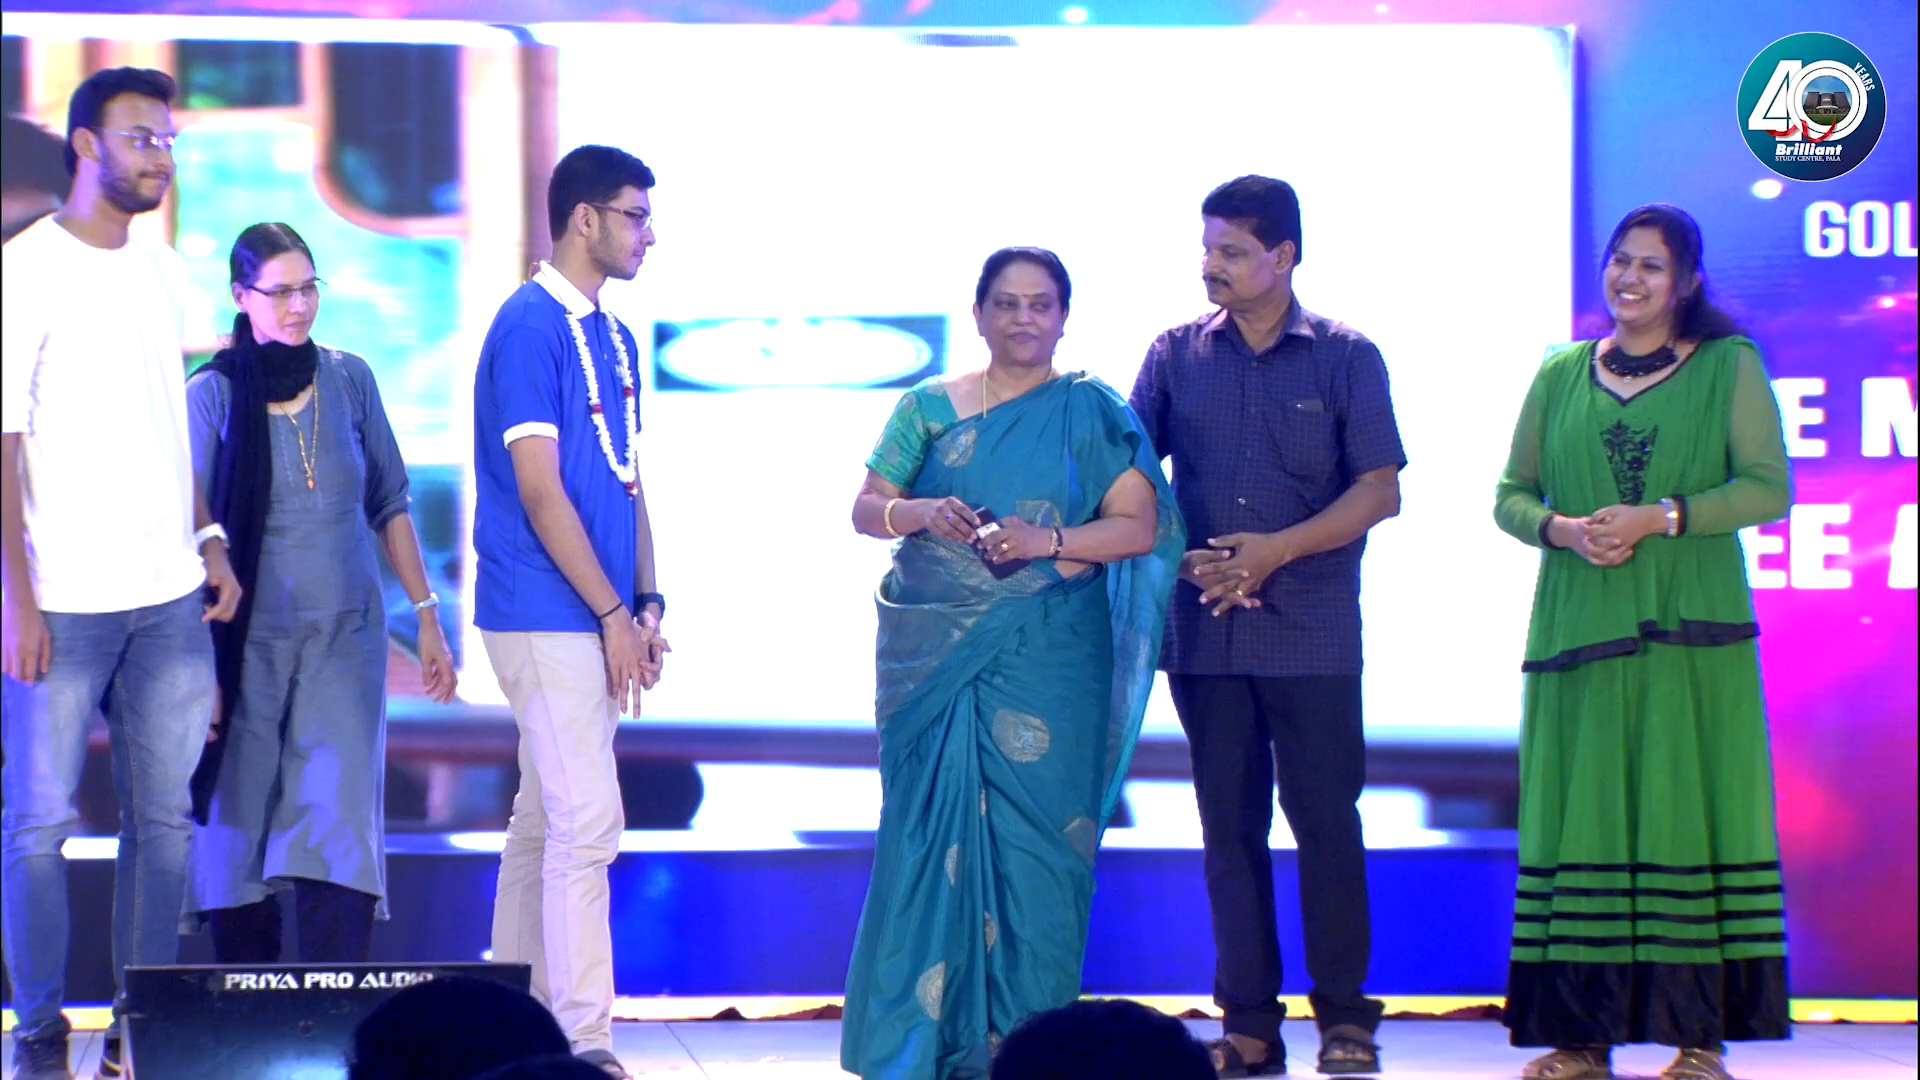 40
YEARS
Brilliant
STUDY CENTRE, PALA
GOL
E
EE
PRIYA PRO AUDIO